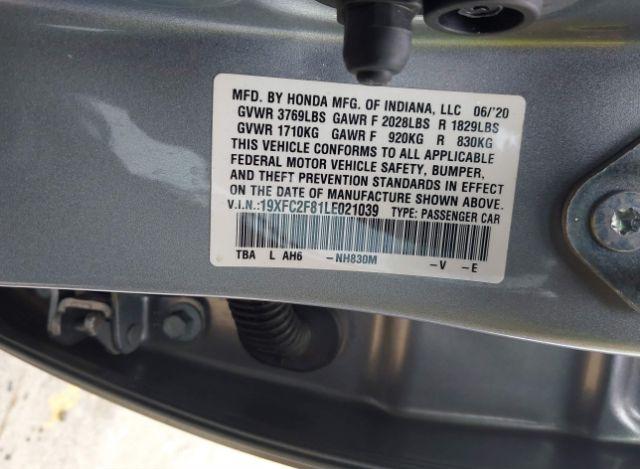 MFD. BY HONDA MFG. OF INDIANA, LLC 06/'20
GVWR 3769LBS GAWR F 2028LBS R 1829LBS
GVWR 1710KG GAWR F 920KG R 830KG
THIS VEHICLE CONFORMS TO ALL APPLICABLE
FEDERAL MOTOR VEHICLE SAFETY, BUMPER,
AND THEFT PREVENTION STANDARDS IN EFFECT
ON THE DATE OF MANUFACTURE SHOWN ABOVE.
V.I.N.:19XFC2F81LE021039 TYPE: PASSENGER CAR
TBA L AH6 -NH830M -V -E